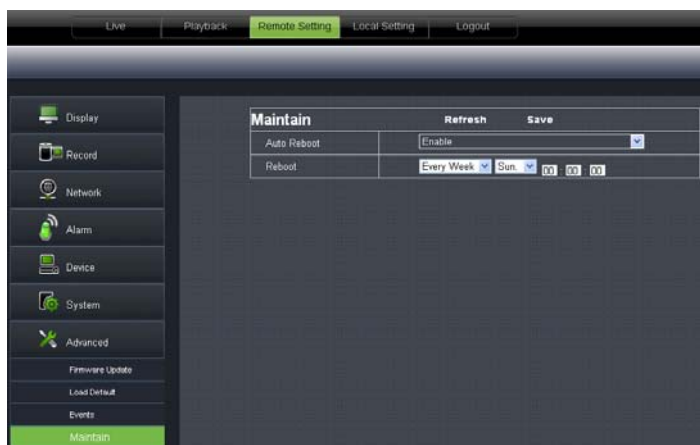 Live Playback Remote Setting Local Setting Logout
Display
Record
Network
Alarm
Device
System
Advanced
Firmware Update
Load Default
Events
Maintain
Maintain Refresh Save
Auto Reboot Enable
Reboot Every Week Sun. 00 : 00 : 00